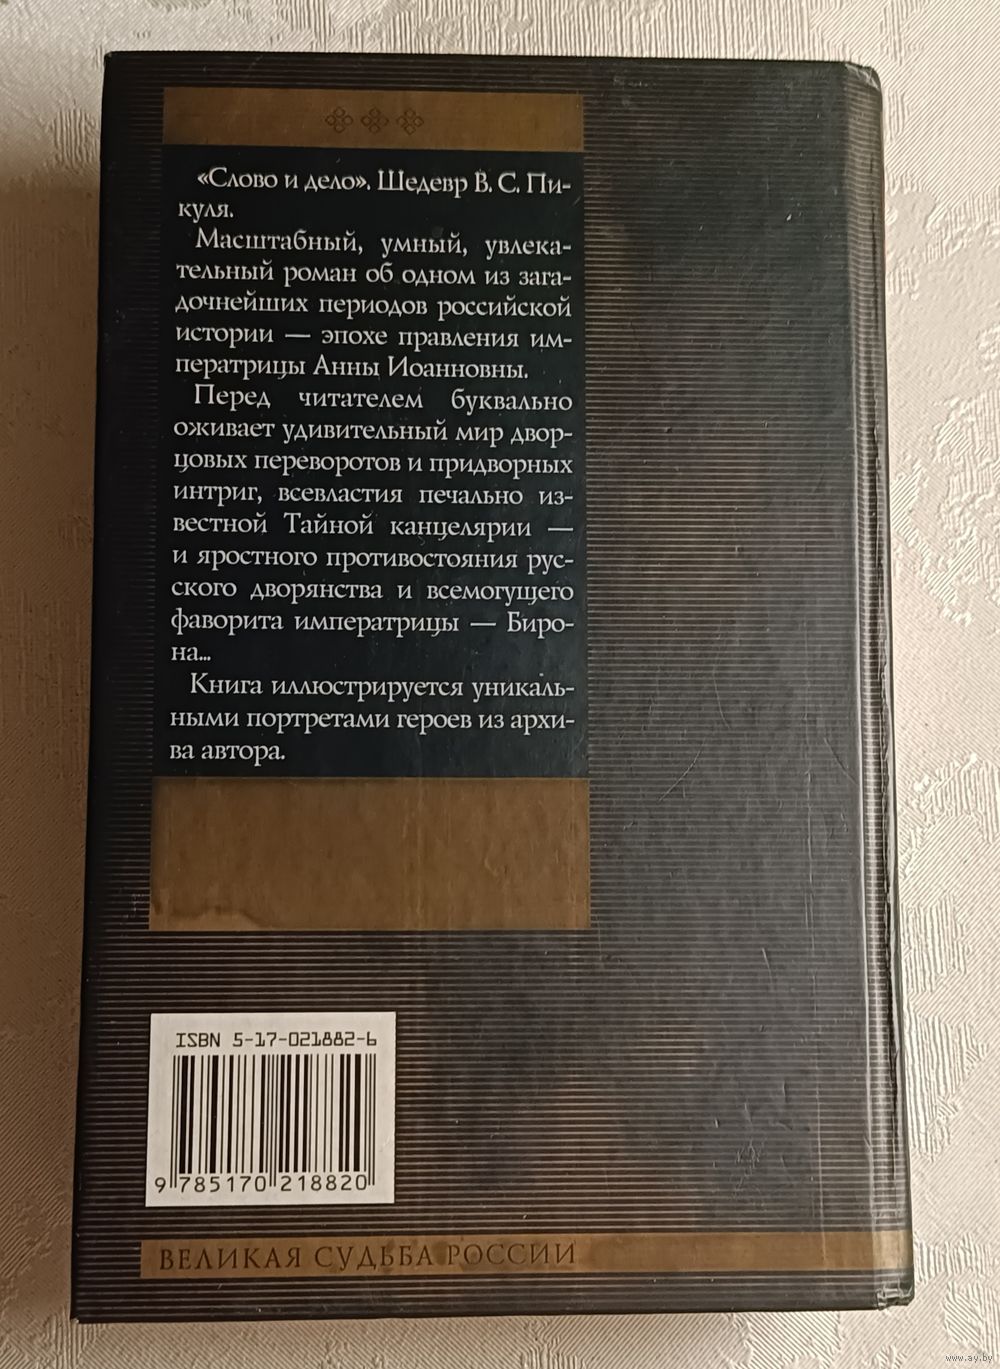 «Слово и дело». Шедевр В. С. Пи-
куля.
Масштабный, умный, увлека-
тельный роман об одном из зага-
дочнейших периодов российской
истории — эпохе правления им-
ператрицы Анны Иоанновны.
Перед читателем буквально
оживает удивительный мир двор-
цовых переворотов и придворных
интриг, всевластия печально из-
вестной Тайной канцелярии —
и яростного противостояния рус-
ского дворянства и всемогущего
фаворита императрицы — Биро-
на...
Книга иллюстрируется уникаль-
ными портретами героев из архи-
ва автора.
ISBN 5-17-021882-6
9 785170 218820
ВЕЛИКАЯ СУДЬБА РОССИИ
www.ay.by